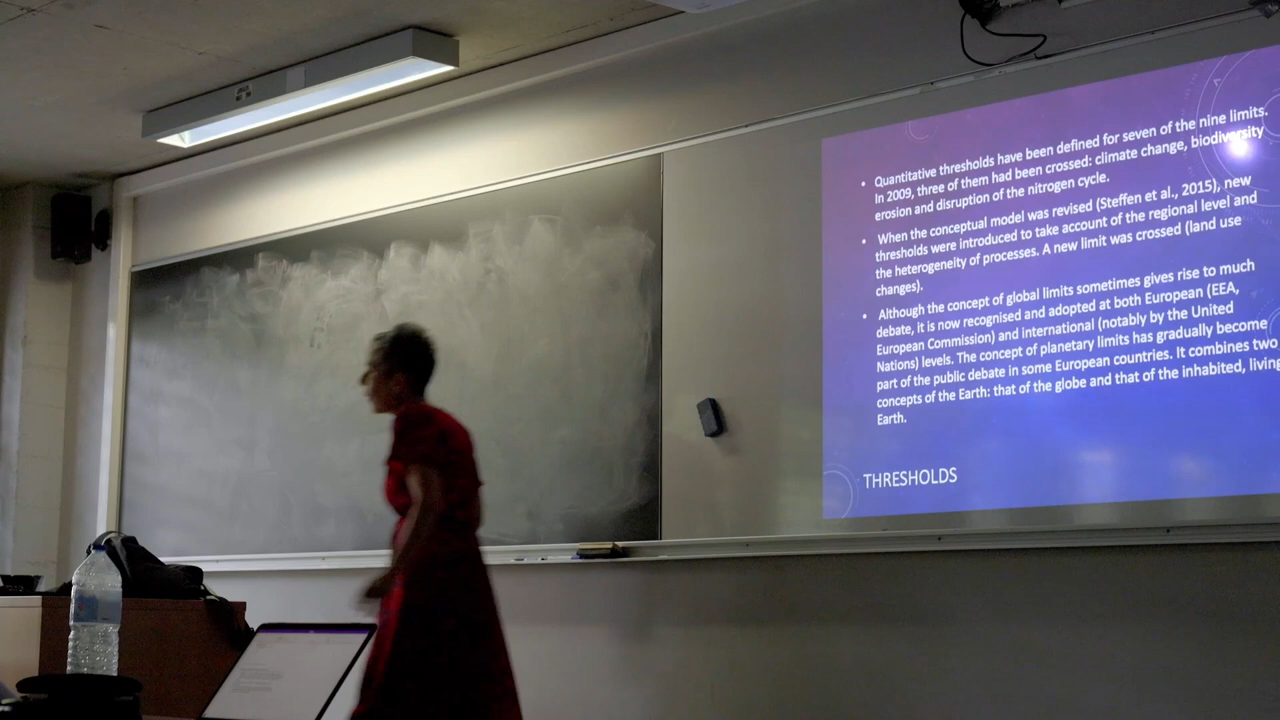 Quantitative thresholds have been defined for seven of the nine limits.
In 2009, three of them had been crossed: climate change, biodiversity
erosion and disruption of the nitrogen cycle.
When the conceptual model was revised (Steffen et al., 2015), new
thresholds were introduced to take account of the regional level and
the heterogeneity of processes. A new limit was crossed (land use
changes).
Although the concept of global limits sometimes gives rise to much
debate, it is now recognised and adopted at both European (EEA,
European Commission) and international (notably by the United
Nations) levels. The concept of planetary limits has gradually become
part of the public debate in some European countries. It combines two
concepts of the Earth: that of the globe and that of the inhabited, living
Earth.
THRESHOLDS